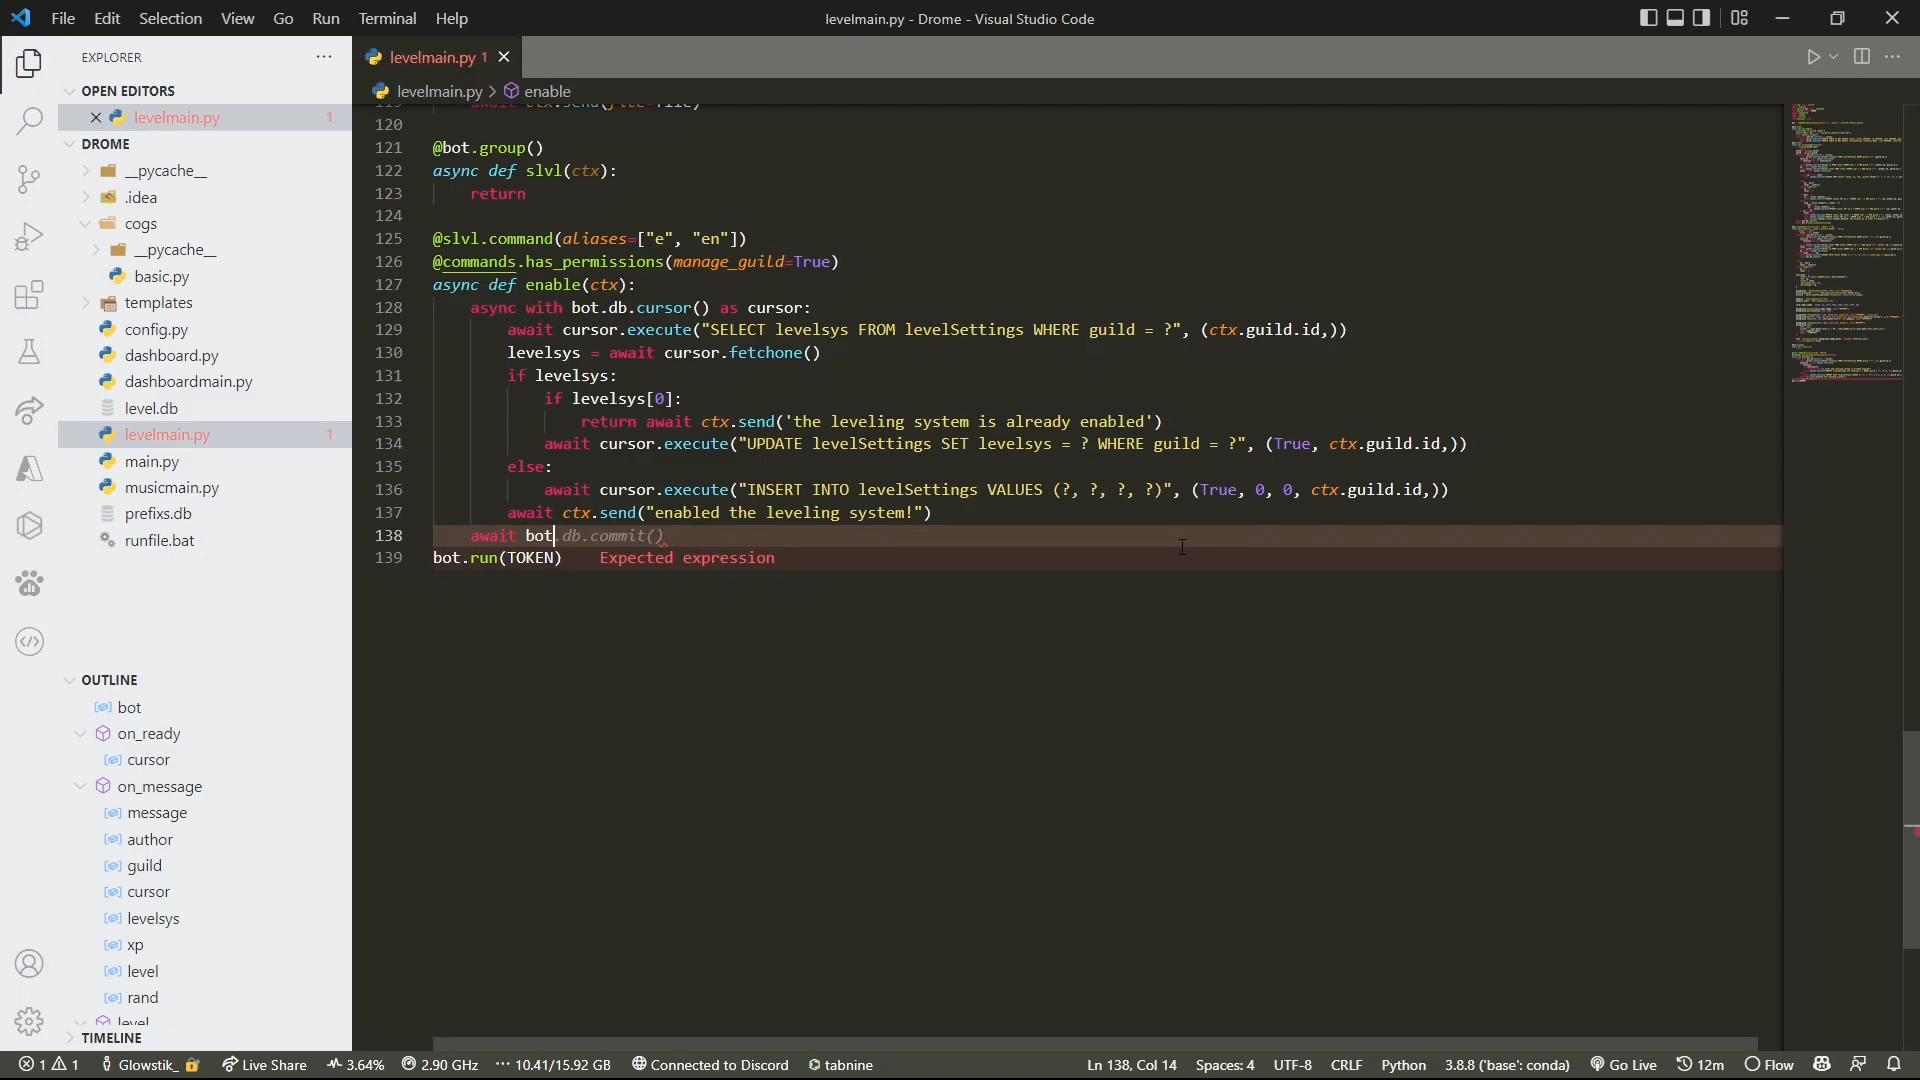 File Edit Selection View Go Run Terminal Help
levelmain.py - Drome - Visual Studio Code
EXPLORER
OPEN EDITORS
levelmain.py 1
DROME
__pycache__
.idea
cogs
__pycache__
basic.py
templates
config.py
dashboard.py
dashboardmain.py
level.db
levelmain.py 1
main.py
musicmain.py
prefixs.db
runfile.bat
OUTLINE
bot
on_ready
cursor
on_message
message
author
guild
cursor
levelsys
xp
level
rand
level
TIMELINE
levelmain.py 1
levelmain.py > enable
119 await ctx.send(file=file)
120
121 @bot.group()
122 async def slvl(ctx):
123 return
124
125 @slvl.command(aliases=["e", "en"])
126 @commands.has_permissions(manage_guild=True)
127 async def enable(ctx):
128 async with bot.db.cursor() as cursor:
129 await cursor.execute("SELECT levelsys FROM levelSettings WHERE guild = ?", (ctx.guild.id,))
130 levelsys = await cursor.fetchone()
131 if levelsys:
132 if levelsys[0]:
133 return await ctx.send('the leveling system is already enabled')
134 await cursor.execute("UPDATE levelSettings SET levelsys = ? WHERE guild = ?", (True, ctx.guild.id,))
135 else:
136 await cursor.execute("INSERT INTO levelSettings VALUES (?, ?, ?, ?)", (True, 0, 0, ctx.guild.id,))
137 await ctx.send("enabled the leveling system!")
138 await bot.db.commit()
139 bot.run(TOKEN) Expected expression
1 1 Glowstik_ Live Share 3.64% 2.90 GHz 10.41/15.92 GB Connected to Discord tabnine Ln 138, Col 14 Spaces: 4 UTF-8 CRLF Python 3.8.8 ('base': conda) Go Live 12m Flow